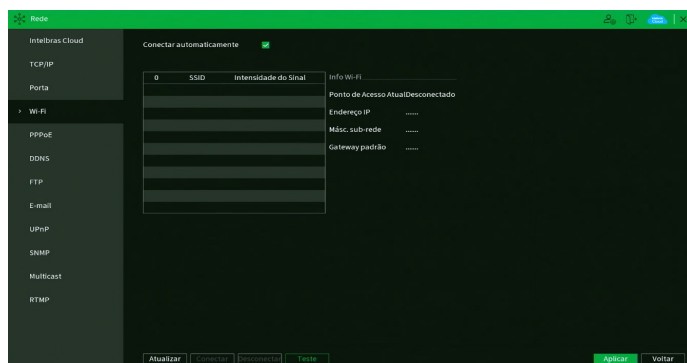 Rede
Intelbras Cloud
TCP/IP
Porta
Wi-Fi
PPPoE
DDNS
FTP
E-mail
UPnP
SNMP
Multicast
RTMP
Conectar automaticamente
0 SSID Intensidade do Sinal
Info Wi-Fi
Ponto de Acesso AtualDesconectado
Endereço IP ......
Másc. sub-rede ......
Gateway padrão ......
Atualizar Conectar Desconectar Teste
Aplicar Voltar